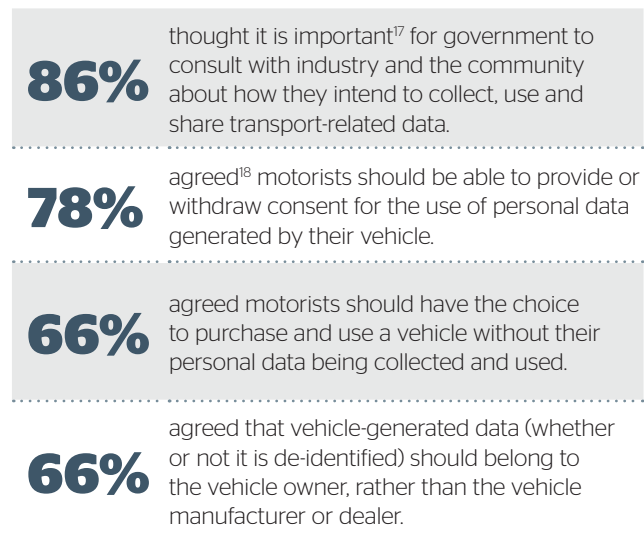 86%
thought it is important17 for government to
consult with industry and the community
about how they intend to collect, use and
share transport-related data.
78%
agreed18 motorists should be able to provide or
withdraw consent for the use of personal data
generated by their vehicle.
66%
agreed motorists should have the choice
to purchase and use a vehicle without their
personal data being collected and used.
66%
agreed that vehicle-generated data (whether
or not it is de-identified) should belong to
the vehicle owner, rather than the vehicle
manufacturer or dealer.